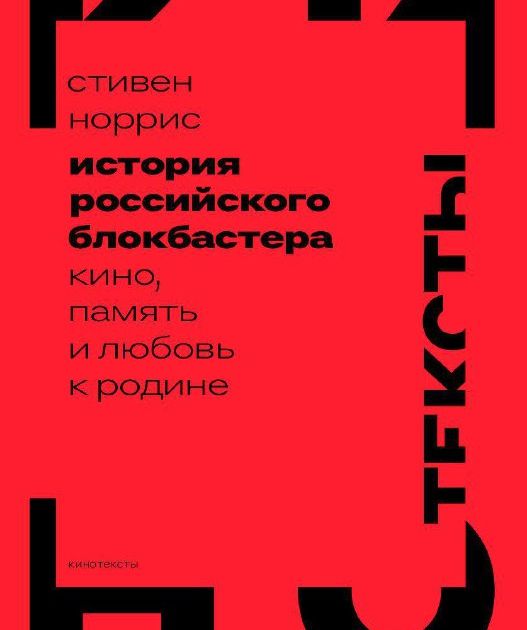 стивен
норрис
история
российского
блокбастера
кино,
память
и любовь
к родине
тексты
кинотексты